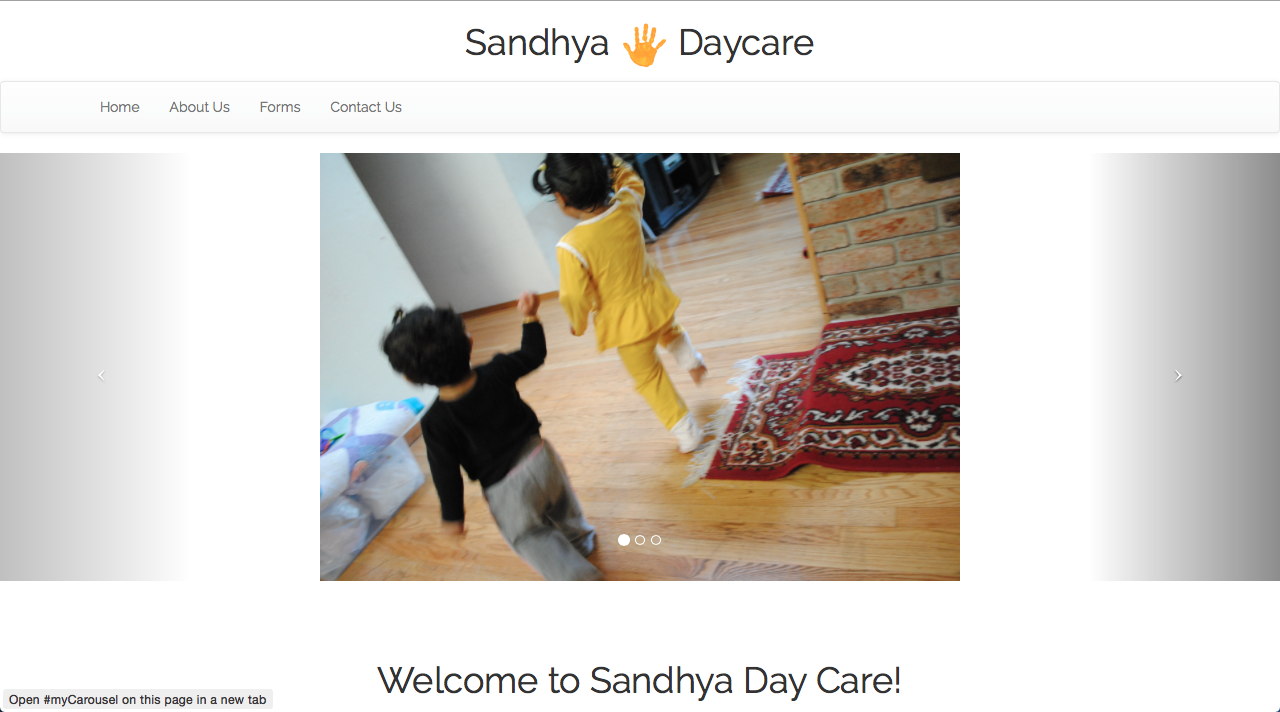 Sandhya Daycare
Home About Us Forms Contact Us
Welcome to Sandhya Day Care!
Open #myCarousel on this page in a new tab